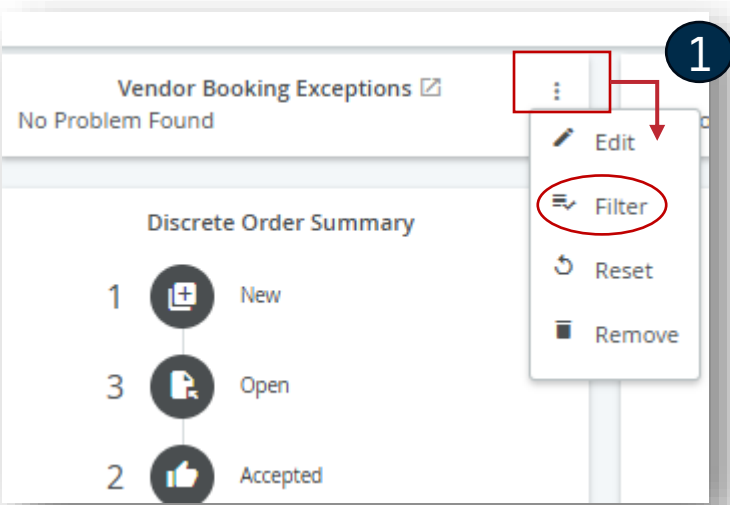 1
Vendor Booking Exceptions
No Problem Found
Edit
Filter
Reset
Remove
Discrete Order Summary
1 New
3 Open
2 Accepted